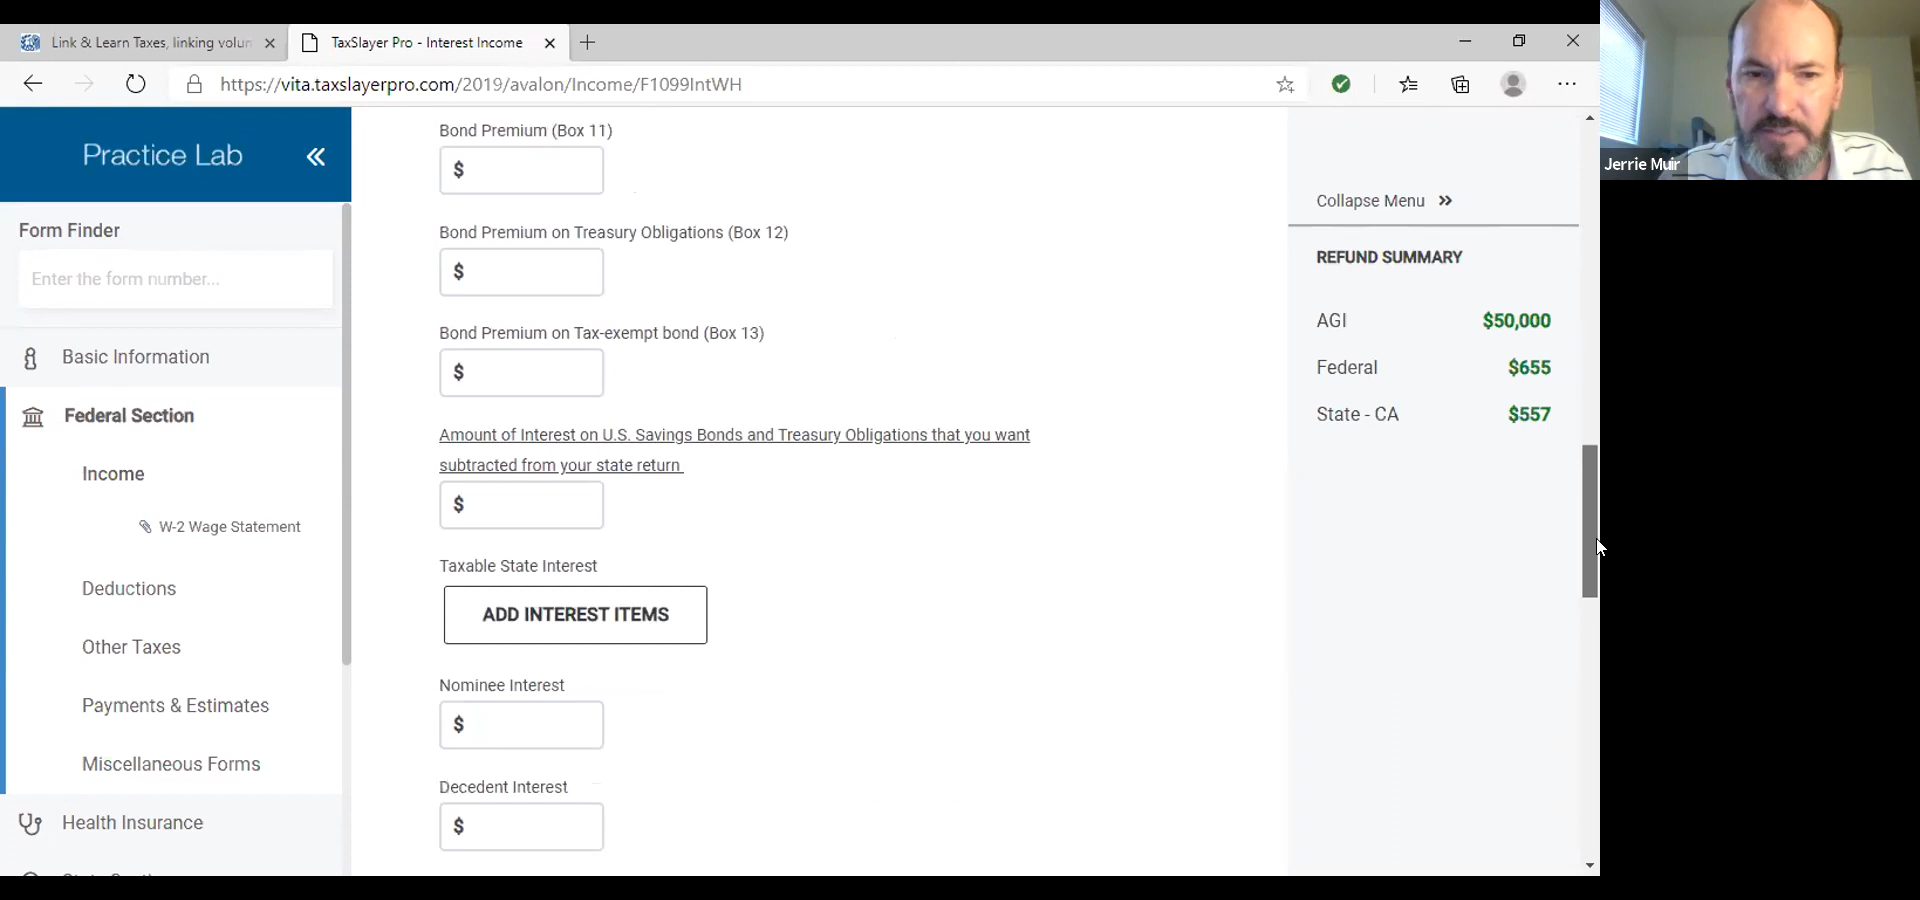 Link & Learn Taxes, linking volun
TaxSlayer Pro - Interest Income
https://vita.taxslayerpro.com/2019/avalon/Income/F1099IntWH
Practice Lab
Form Finder
Enter the form number...
Basic Information
Federal Section
Income
W-2 Wage Statement
Deductions
Other Taxes
Payments & Estimates
Miscellaneous Forms
Health Insurance
Bond Premium (Box 11)
$
Bond Premium on Treasury Obligations (Box 12)
$
Bond Premium on Tax-exempt bond (Box 13)
$
Amount of Interest on U.S. Savings Bonds and Treasury Obligations that you want
subtracted from your state return
$
Taxable State Interest
ADD INTEREST ITEMS
Nominee Interest
$
Decedent Interest
$
Collapse Menu
REFUND SUMMARY
AGI $50,000
Federal $655
State - CA $557
Jerrie Muir